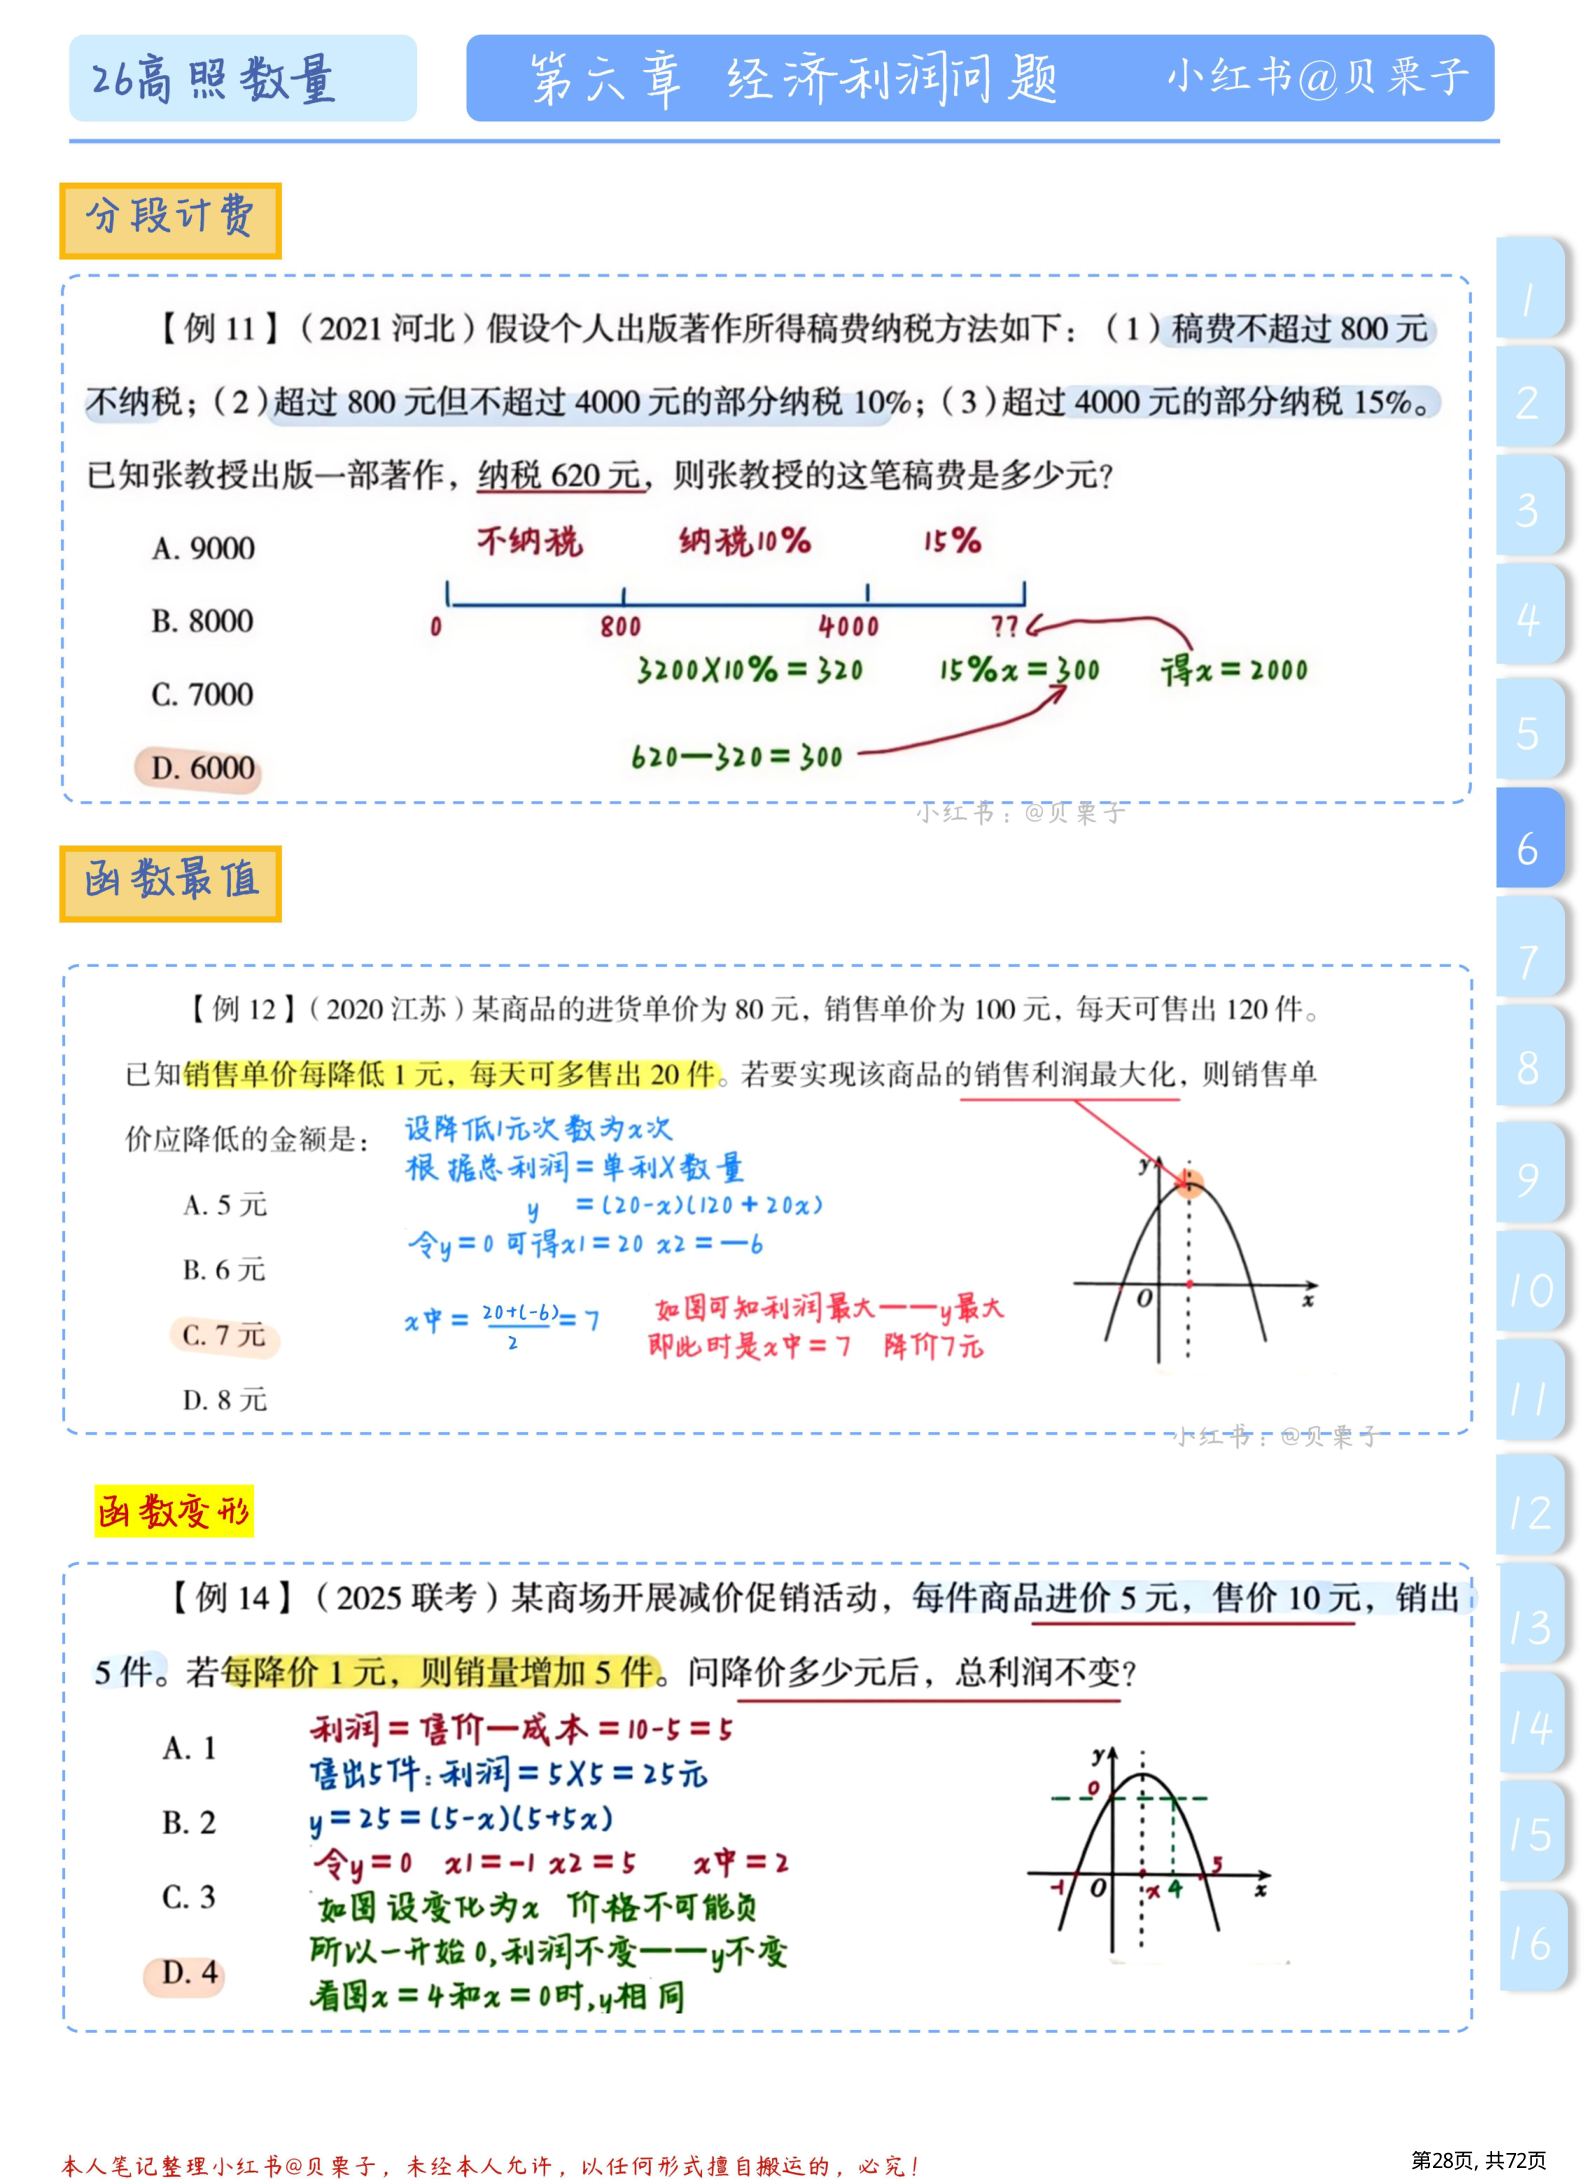 26高照数量
第六章 经济利润问题 小红书@贝栗子
分段计费
【例 11】（2021 河北）假设个人出版著作所得稿费纳税方法如下：（1）稿费不超过 800 元
不纳税；（2）超过 800 元但不超过 4000 元的部分纳税 10%；（3）超过 4000 元的部分纳税 15%。
已知张教授出版一部著作，纳税 620 元，则张教授的这笔稿费是多少元？
A. 9000
B. 8000
C. 7000
D. 6000
不纳税 纳税10% 15%
0 800 4000 ??
3200X10%=320 15%x=300 得x=2000
620—320=300
小红书：@贝栗子
函数最值
【例 12】（2020 江苏）某商品的进货单价为 80 元，销售单价为 100 元，每天可售出 120 件。
已知销售单价每降低 1 元，每天可多售出 20 件。若要实现该商品的销售利润最大化，则销售单
价应降低的金额是：
A. 5 元
B. 6 元
C. 7 元
D. 8 元
设降低1元次数为x次
根据总利润=单利X数量
y =(20-x)(120+20x)
令y=0 可得x1=20 x2=—6
x中= 20+(-6)/2 =7
如图可知利润最大——y最大
即此时是x中=7 降价7元
y
O
x
小红书：@贝栗子
函数变形
【例 14】（2025 联考）某商场开展减价促销活动，每件商品进价 5 元，售价 10 元，销出
5 件。若每降价 1 元，则销量增加 5 件。问降价多少元后，总利润不变？
A. 1
B. 2
C. 3
D. 4
利润=售价—成本=10-5=5
售出5件：利润=5X5=25元
y=25=(5-x)(5+5x)
令y=0 x1=-1 x2=5 x中=2
如图设变化为x 价格不可能负
所以一开始0,利润不变——y不变
看图x=4和x=0时,y相同
y
0
-1 O x 4 5 x
1
2
3
4
5
6
7
8
9
10
11
12
13
14
15
16
本人笔记整理小红书@贝栗子，未经本人允许，以任何形式擅自搬运的，必究！
第28页, 共72页